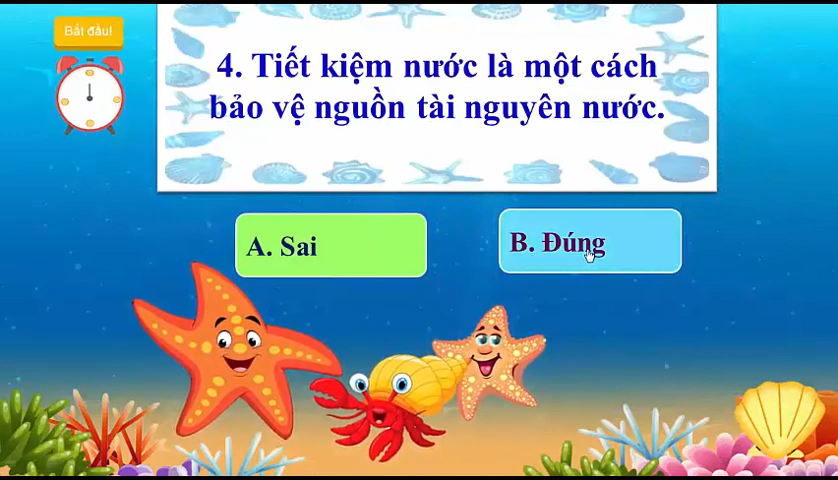 Bắt đầu!
4. Tiết kiệm nước là một cách
bảo vệ nguồn tài nguyên nước.
A. Sai
B. Đúng